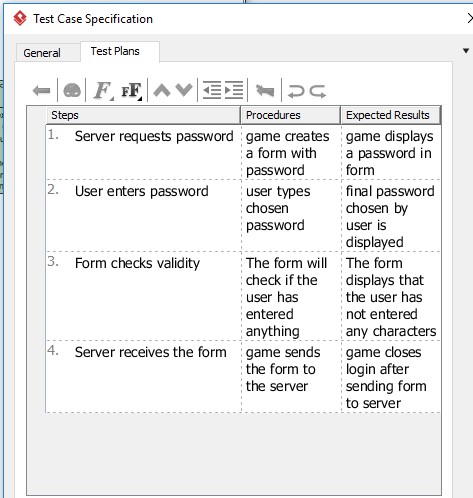 Test Case Specification
General
Test Plans
Steps
Procedures
Expected Results
1.
Server requests password
game creates
a form with
password
game displays
a password in
form
2.
User enters password
user types
chosen
password
final password
chosen by
user is
displayed
3.
Form checks validity
The form will
check if the
user has
entered
anything
The form
displays that
the user has
not entered
any characters
4.
Server receives the form
game sends
the form to
the server
game closes
login after
sending form
to server